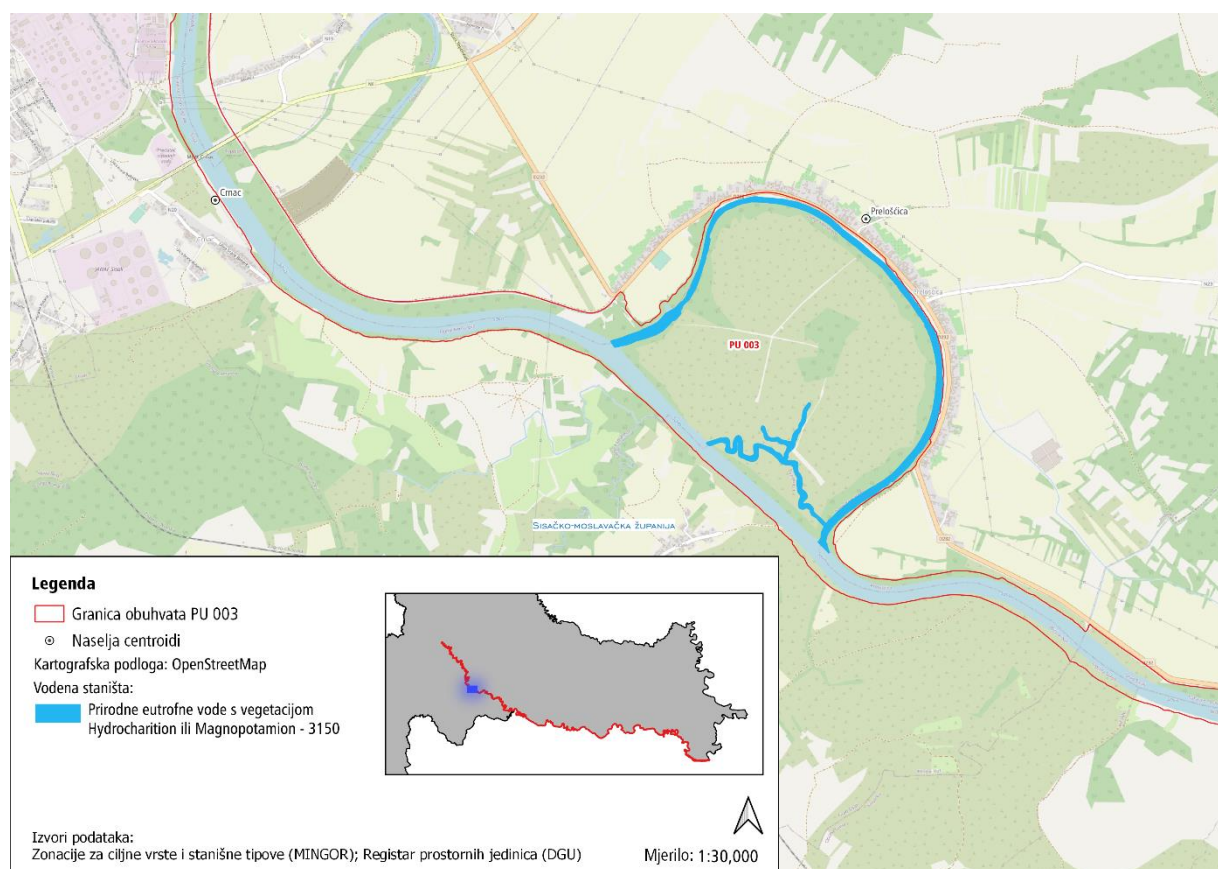 Crnac
Prelošćica
PU 003
SISAČKO-MOSLAVAČKA ŽUPANIJA
Legenda
Granica obuhvata PU 003
Naselja centroidi
Kartografska podloga: OpenStreetMap
Vodena staništa:
Prirodne eutrofne vode s vegetacijom
Hydrocharition ili Magnopotamion - 3150
Izvori podataka:
Zonacije za ciljne vrste i stanišne tipove (MINGOR); Registar prostornih jedinica (DGU)
Mjerilo: 1:30,000